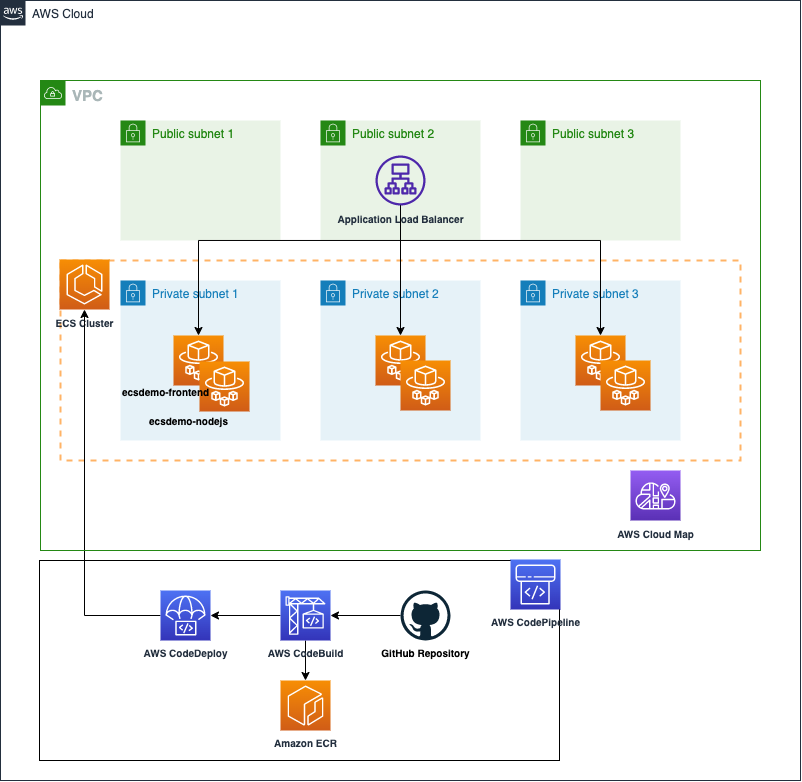 aws
AWS Cloud
VPC
Public subnet 1
Public subnet 2
Public subnet 3
Application Load Balancer
Private subnet 1
Private subnet 2
Private subnet 3
ECS Cluster
ecsdemo-frontend
ecsdemo-nodejs
AWS Cloud Map
AWS CodePipeline
AWS CodeDeploy
AWS CodeBuild
GitHub Repository
Amazon ECR